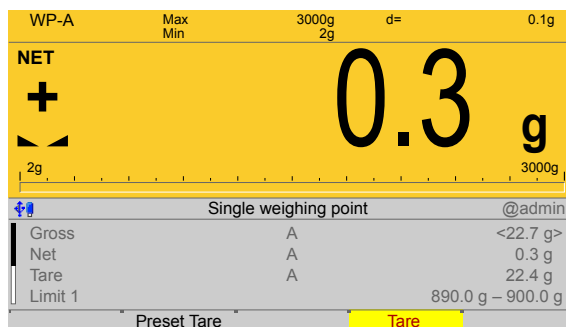 WP-A Max 3000g d= 0.1g
Min 2g
NET
+ 0.3 g
2g 3000g
Single weighing point @admin
Gross A <22.7 g>
Net A 0.3 g
Tare A 22.4 g
Limit 1 890.0 g – 900.0 g
Preset Tare Tare